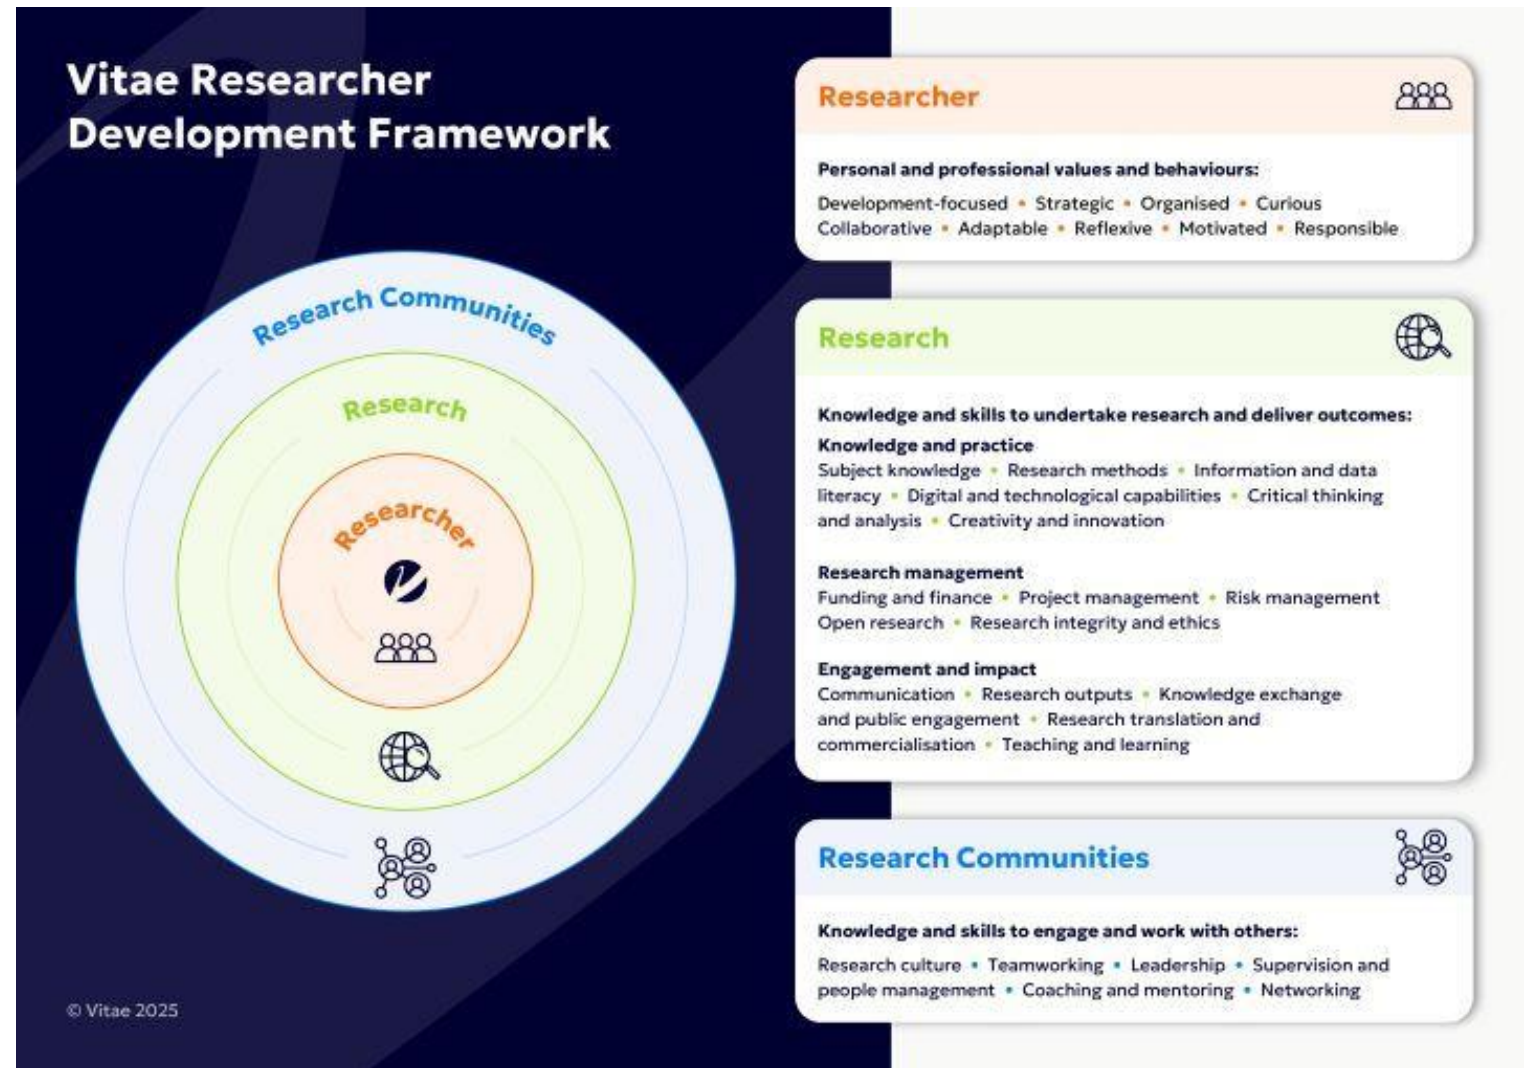 Vitae Researcher
Development Framework
Research Communities
Research
Researcher
© Vitae 2025
Researcher
Personal and professional values and behaviours:
Development-focused • Strategic • Organised • Curious
Collaborative • Adaptable • Reflexive • Motivated • Responsible
Research
Knowledge and skills to undertake research and deliver outcomes:
Knowledge and practice
Subject knowledge • Research methods • Information and data
literacy • Digital and technological capabilities • Critical thinking
and analysis • Creativity and innovation
Research management
Funding and finance • Project management • Risk management
Open research • Research integrity and ethics
Engagement and impact
Communication • Research outputs • Knowledge exchange
and public engagement • Research translation and
commercialisation • Teaching and learning
Research Communities
Knowledge and skills to engage and work with others:
Research culture • Teamworking • Leadership • Supervision and
people management • Coaching and mentoring • Networking